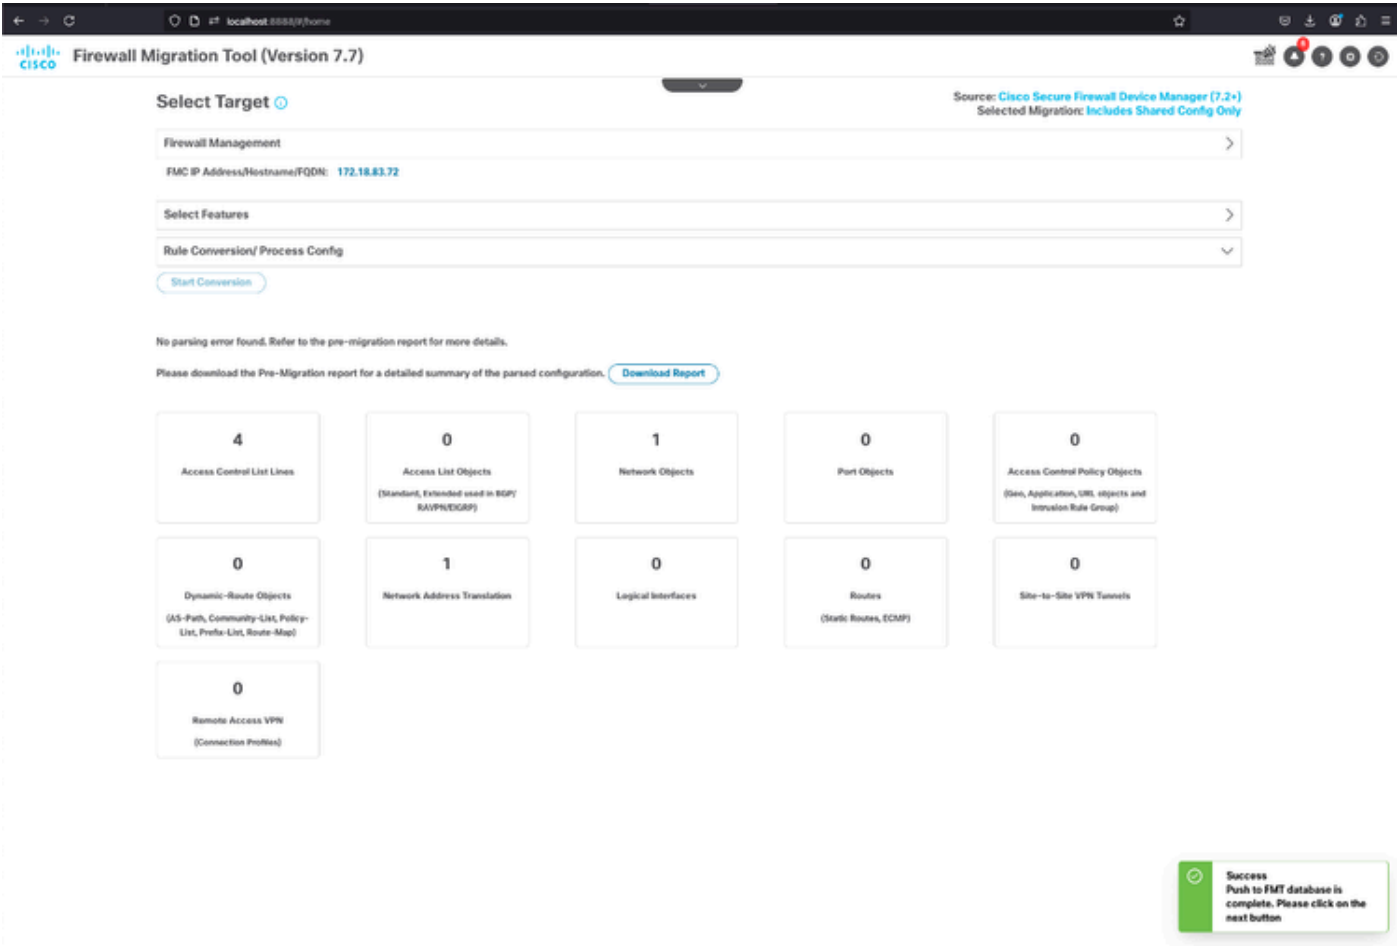 localhost:8888/#/home
CISCO
Firewall Migration Tool (Version 7.7)
Select Target
Source: Cisco Secure Firewall Device Manager (7.2+)
Selected Migration: Includes Shared Config Only
Firewall Management
FMC IP Address/Hostname/FQDN: 172.18.83.72
Select Features
Rule Conversion/ Process Config
Start Conversion
No parsing error found. Refer to the pre-migration report for more details.
Please download the Pre-Migration report for a detailed summary of the parsed configuration. Download Report
4
Access Control List Lines
0
Access List Objects
(Standard, Extended used in BGP/
RAVPN/EIGRP)
1
Network Objects
0
Port Objects
0
Access Control Policy Objects
(Geo, Application, URL objects and
Intrusion Rule Group)
0
Dynamic-Route Objects
(AS-Path, Community-List, Policy-
List, Prefix-List, Route-Map)
1
Network Address Translation
0
Logical Interfaces
0
Routes
(Static Routes, ECMP)
0
Site-to-Site VPN Tunnels
0
Remote Access VPN
(Connection Profiles)
Success
Push to FMT database is
complete. Please click on the
next button